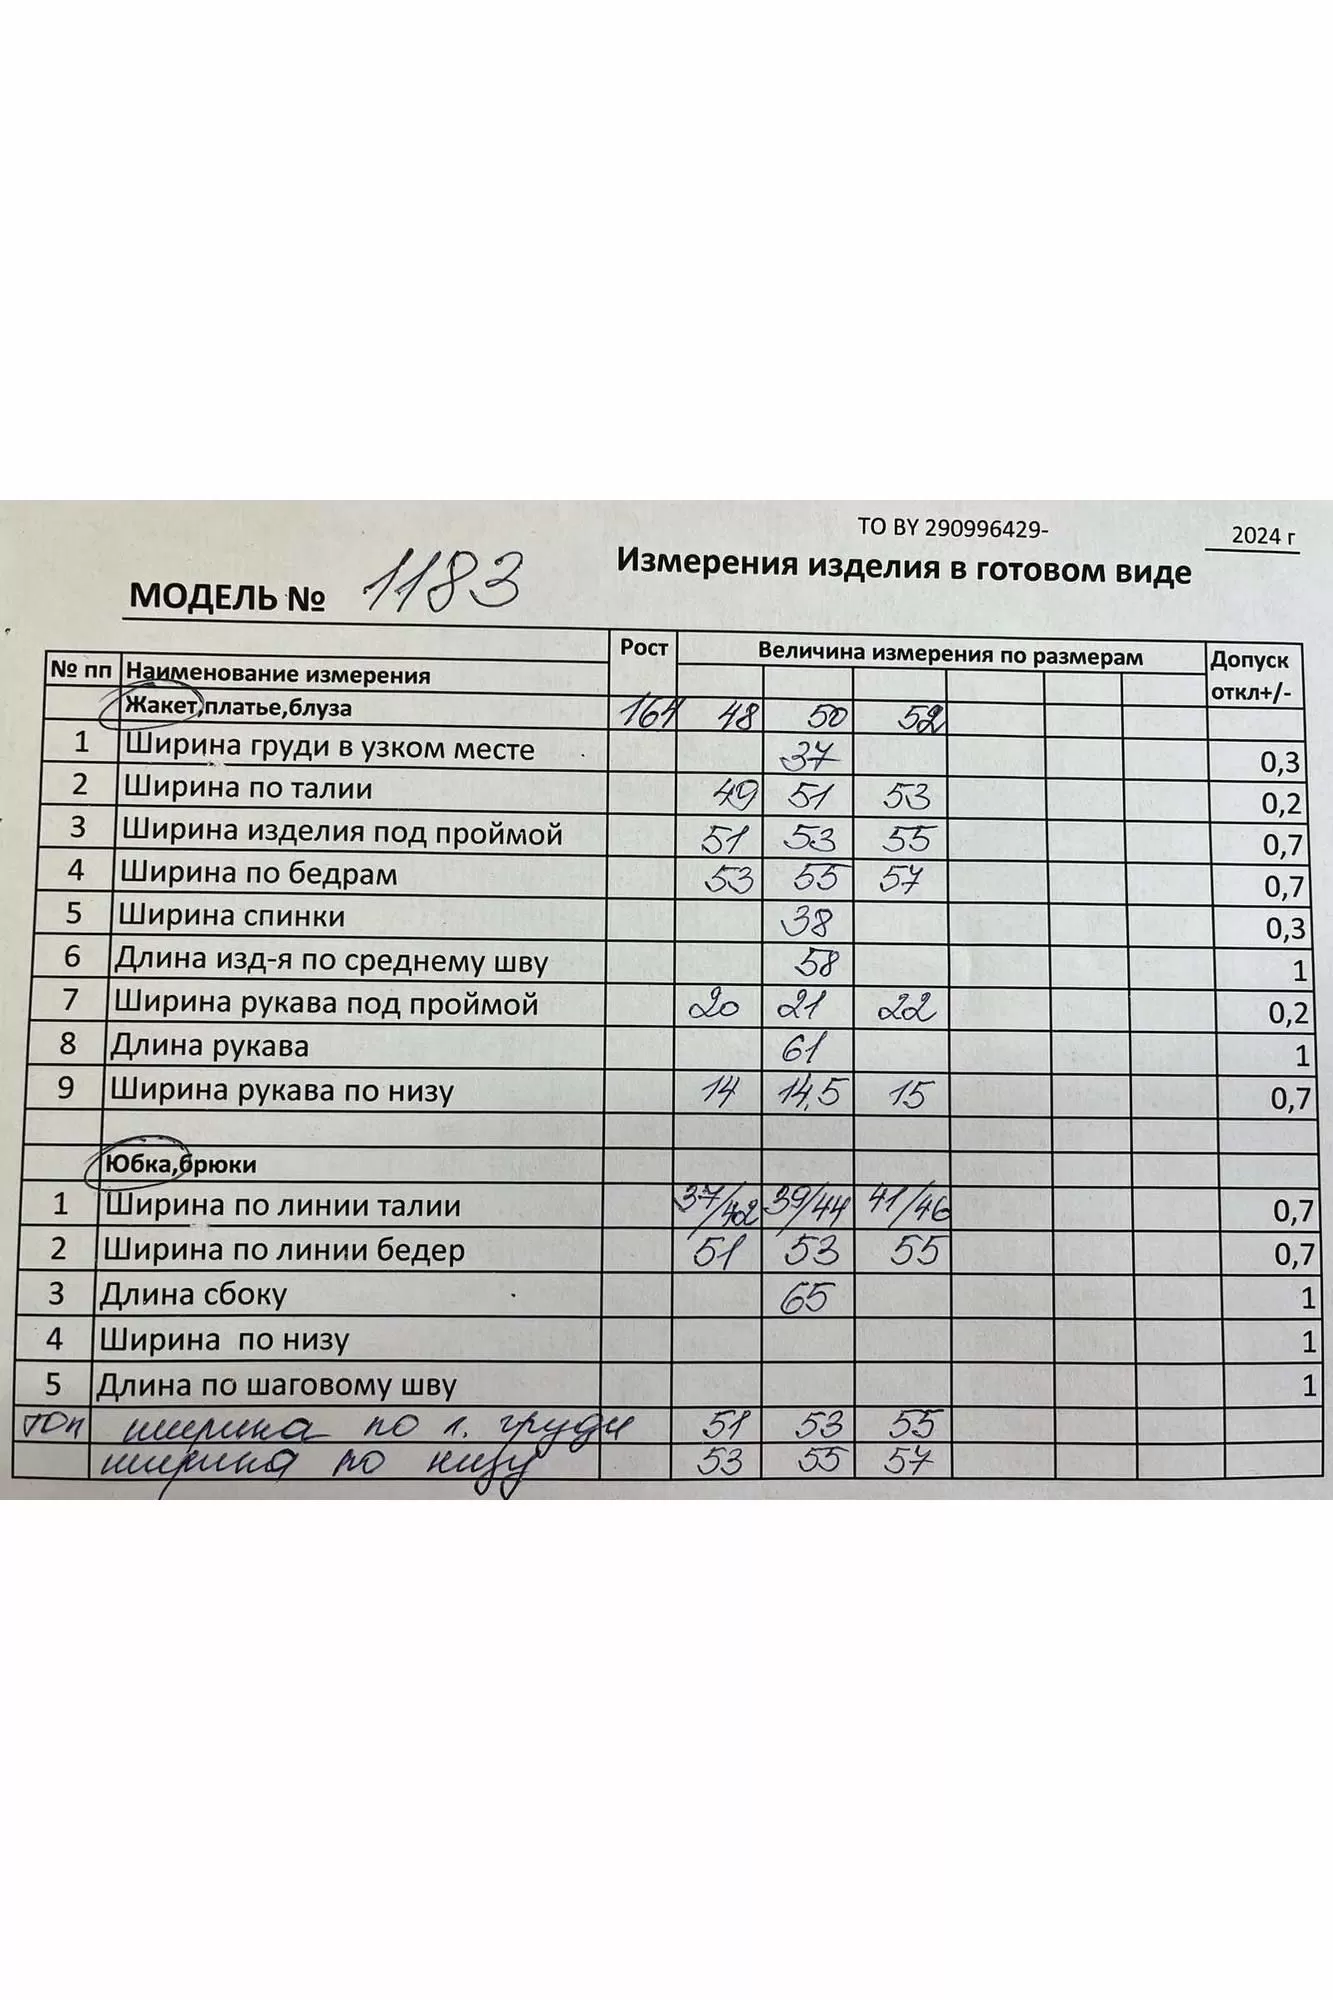 ТО BY 290996429-
2024 г
Измерения изделия в готовом виде
МОДЕЛЬ № 1183
№ пп Наименование измерения Рост Величина измерения по размерам Допуск откл+/-
Жакет,платье,блуза 164 48 50 52
1 Ширина груди в узком месте 37 0,3
2 Ширина по талии 49 51 53 0,2
3 Ширина изделия под проймой 51 53 55 0,7
4 Ширина по бедрам 53 55 57 0,7
5 Ширина спинки 38 0,3
6 Длина изд-я по среднему шву 58 1
7 Ширина рукава под проймой 20 21 22 0,2
8 Длина рукава 61 1
9 Ширина рукава по низу 14 14,5 15 0,7
Юбка,брюки
1 Ширина по линии талии 37/42 39/44 41/46 0,7
2 Ширина по линии бедер 51 53 55 0,7
3 Длина сбоку 65 1
4 Ширина по низу 1
5 Длина по шаговому шву 1
топ ширина по л. груди 51 53 55
ширина по низу 53 55 57